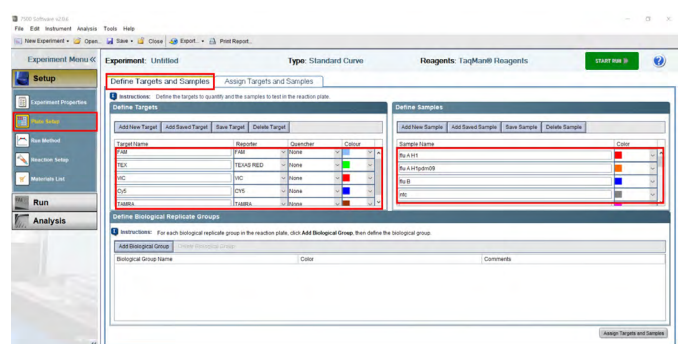 7500 Software v2.0.6
File Edit Instrument Analysis Tools Help
New Experiment Open. Save Close Export.. Print Report..
Experiment Menu «
Experiment: Untitled Type: Standard Curve Reagents: TaqMan® Reagents START RUN
Setup
Experiment Properties
Plate Setup
Run Method
Reaction Setup
Materials List
Run
Analysis
Define Targets and Samples Assign Targets and Samples
Instructions: Define the targets to quantify and the samples to test in the reaction plate.
Define Targets
Add New Target Add Saved Target Save Target Delete Target
Target Name Reporter Quencher Colour
FAM FAM None
TEX TEXAS RED None
VIC VIC None
Cy5 CY5 None
TAMRA TAMRA None
Define Samples
Add New Sample Add Saved Sample Save Sample Delete Sample
Sample Name Color
flu A H1
flu A H1pdm09
flu B
ntc
Define Biological Replicate Groups
Instructions: For each biological replicate group in the reaction plate, click Add Biological Group, then define the biological group.
Add Biological Group Delete Biological Group
Biological Group Name Color Comments
Assign Targets and Samples